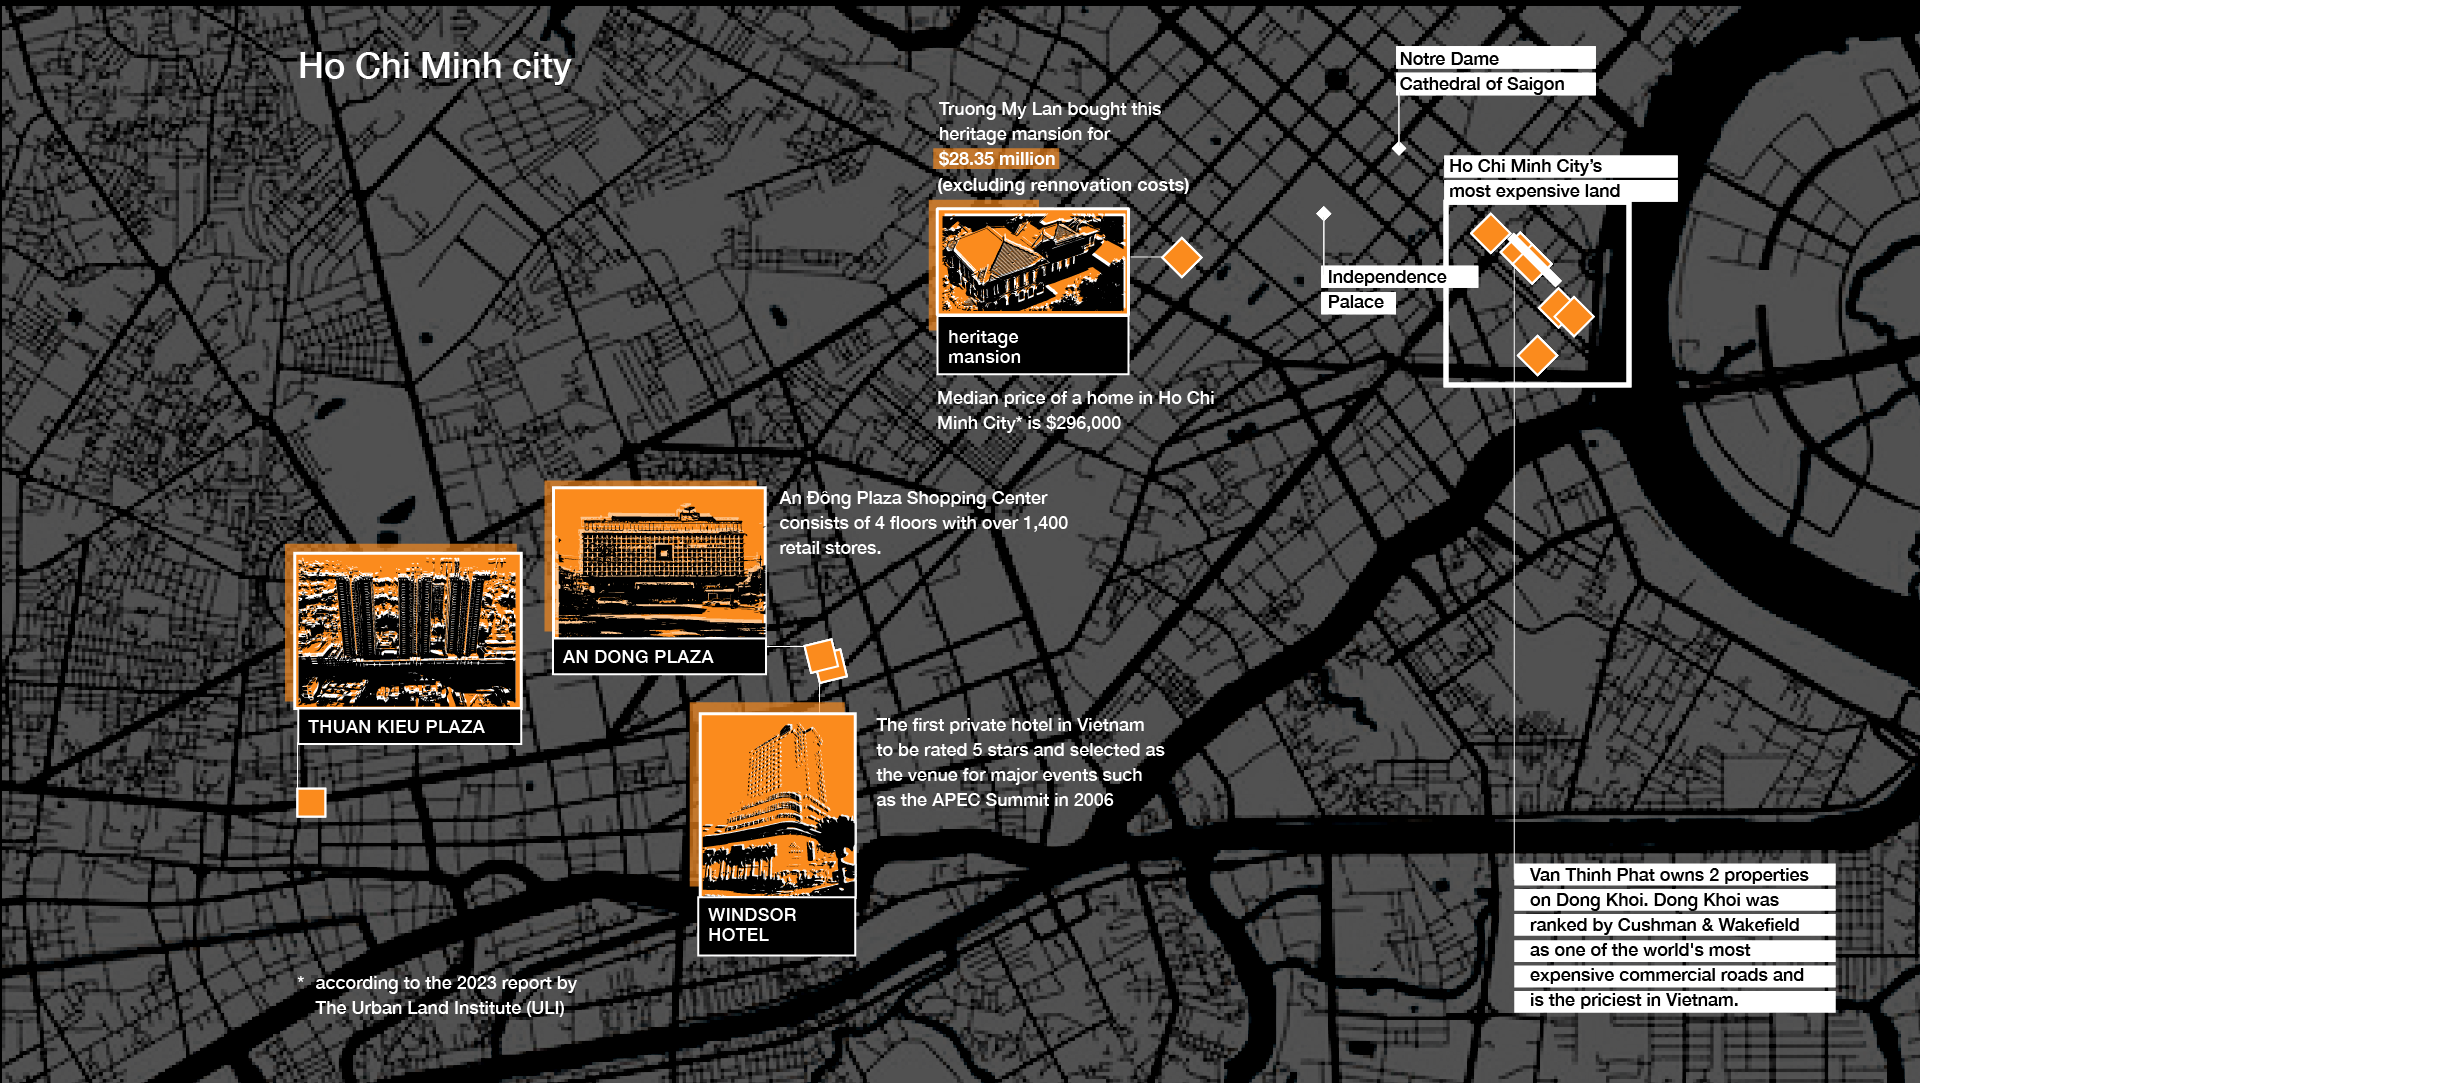 Ho Chi Minh city
Notre Dame
Cathedral of Saigon
Truong My Lan bought this
heritage mansion for
$28.35 million
(excluding rennovation costs)
Ho Chi Minh City's
most expensive land
Independence
Palace
heritage
mansion
Median price of a home in Ho Chi
Minh City* is $296,000
An Đông Plaza Shopping Center
consists of 4 floors with over 1,400
retail stores.
AN DONG PLAZA
THUAN KIEU PLAZA
The first private hotel in Vietnam
to be rated 5 stars and selected as
the venue for major events such
as the APEC Summit in 2006
WINDSOR
HOTEL
Van Thinh Phat owns 2 properties
on Dong Khoi. Dong Khoi was
ranked by Cushman & Wakefield
as one of the world's most
expensive commercial roads and
is the priciest in Vietnam.
* according to the 2023 report by
The Urban Land Institute (ULI)